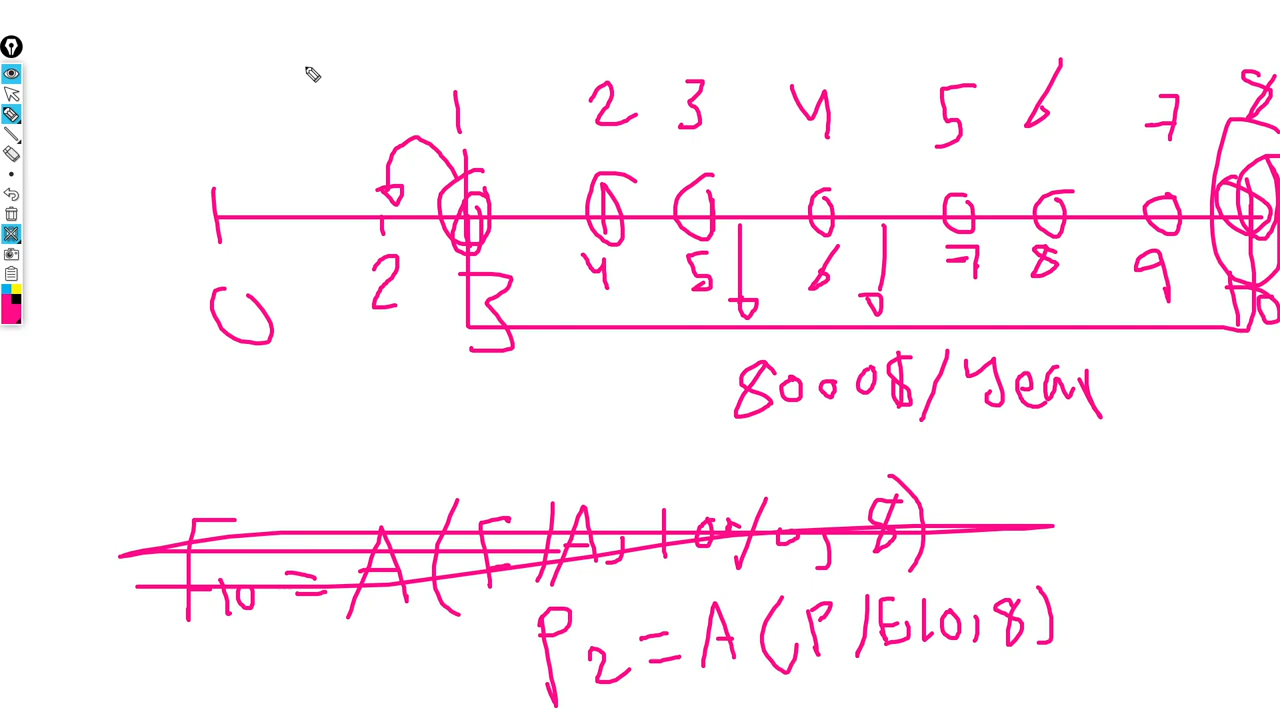 1 2 3 4 5 6 7 8
0 2 3 4 5 6 7 8 9 10
8000$/year
F10 = A(F/A, 10%, 8)
P2 = A(P/E, 10, 8)